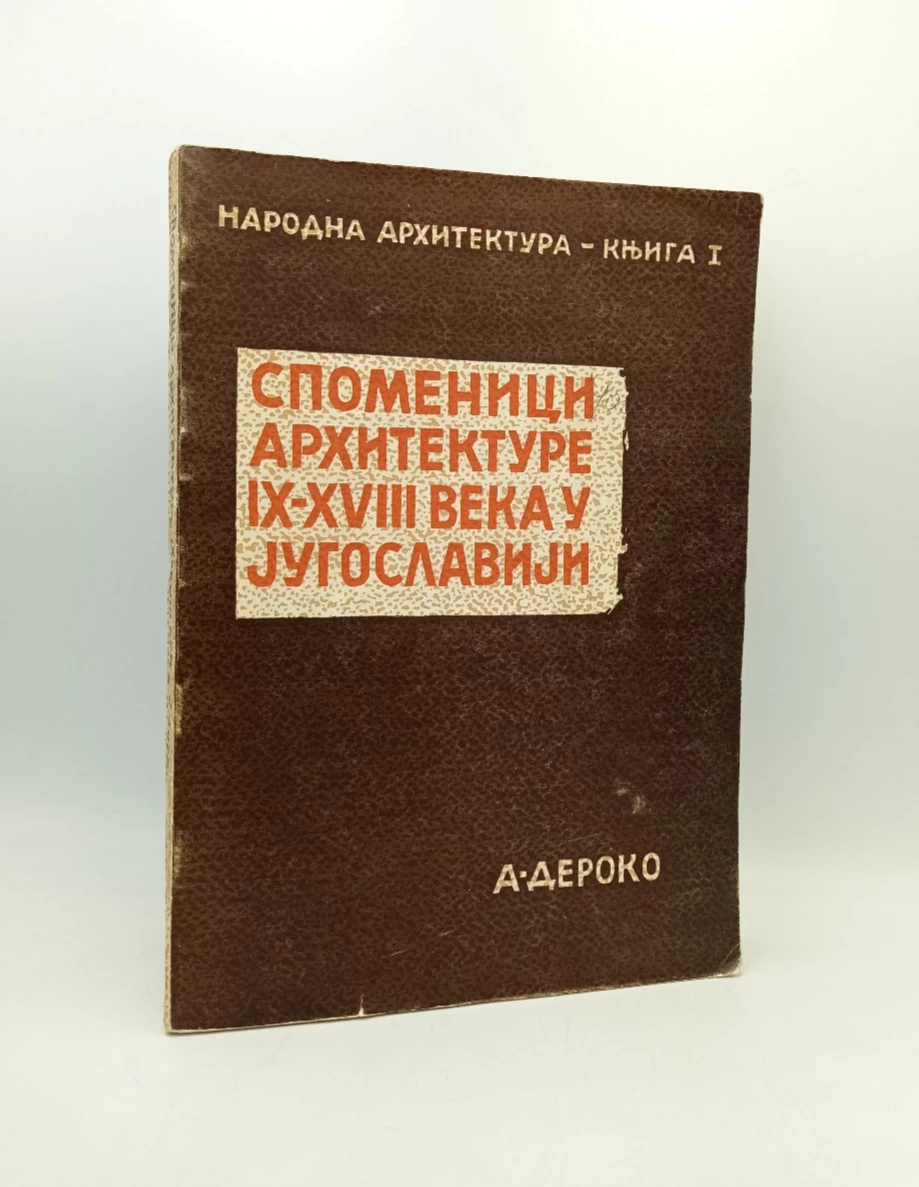 НАРОДНА АРХИТЕКТУРА - КЊИГА I
СПОМЕНИЦИ
АРХИТЕКТУРЕ
IX-XVIII ВЕКА У
ЈУГОСЛАВИЈИ
А·ДЕРОКО